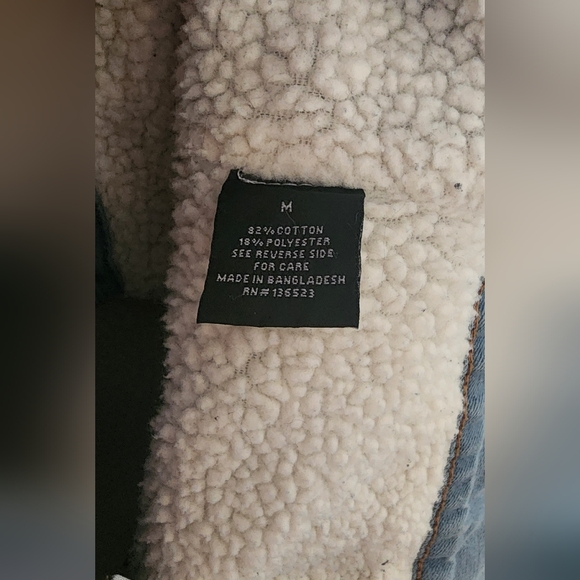 M
82% COTTON
18% POLYESTER
SEE REVERSE SIDE
FOR CARE
MADE IN BANGLADESH
RN# 136523